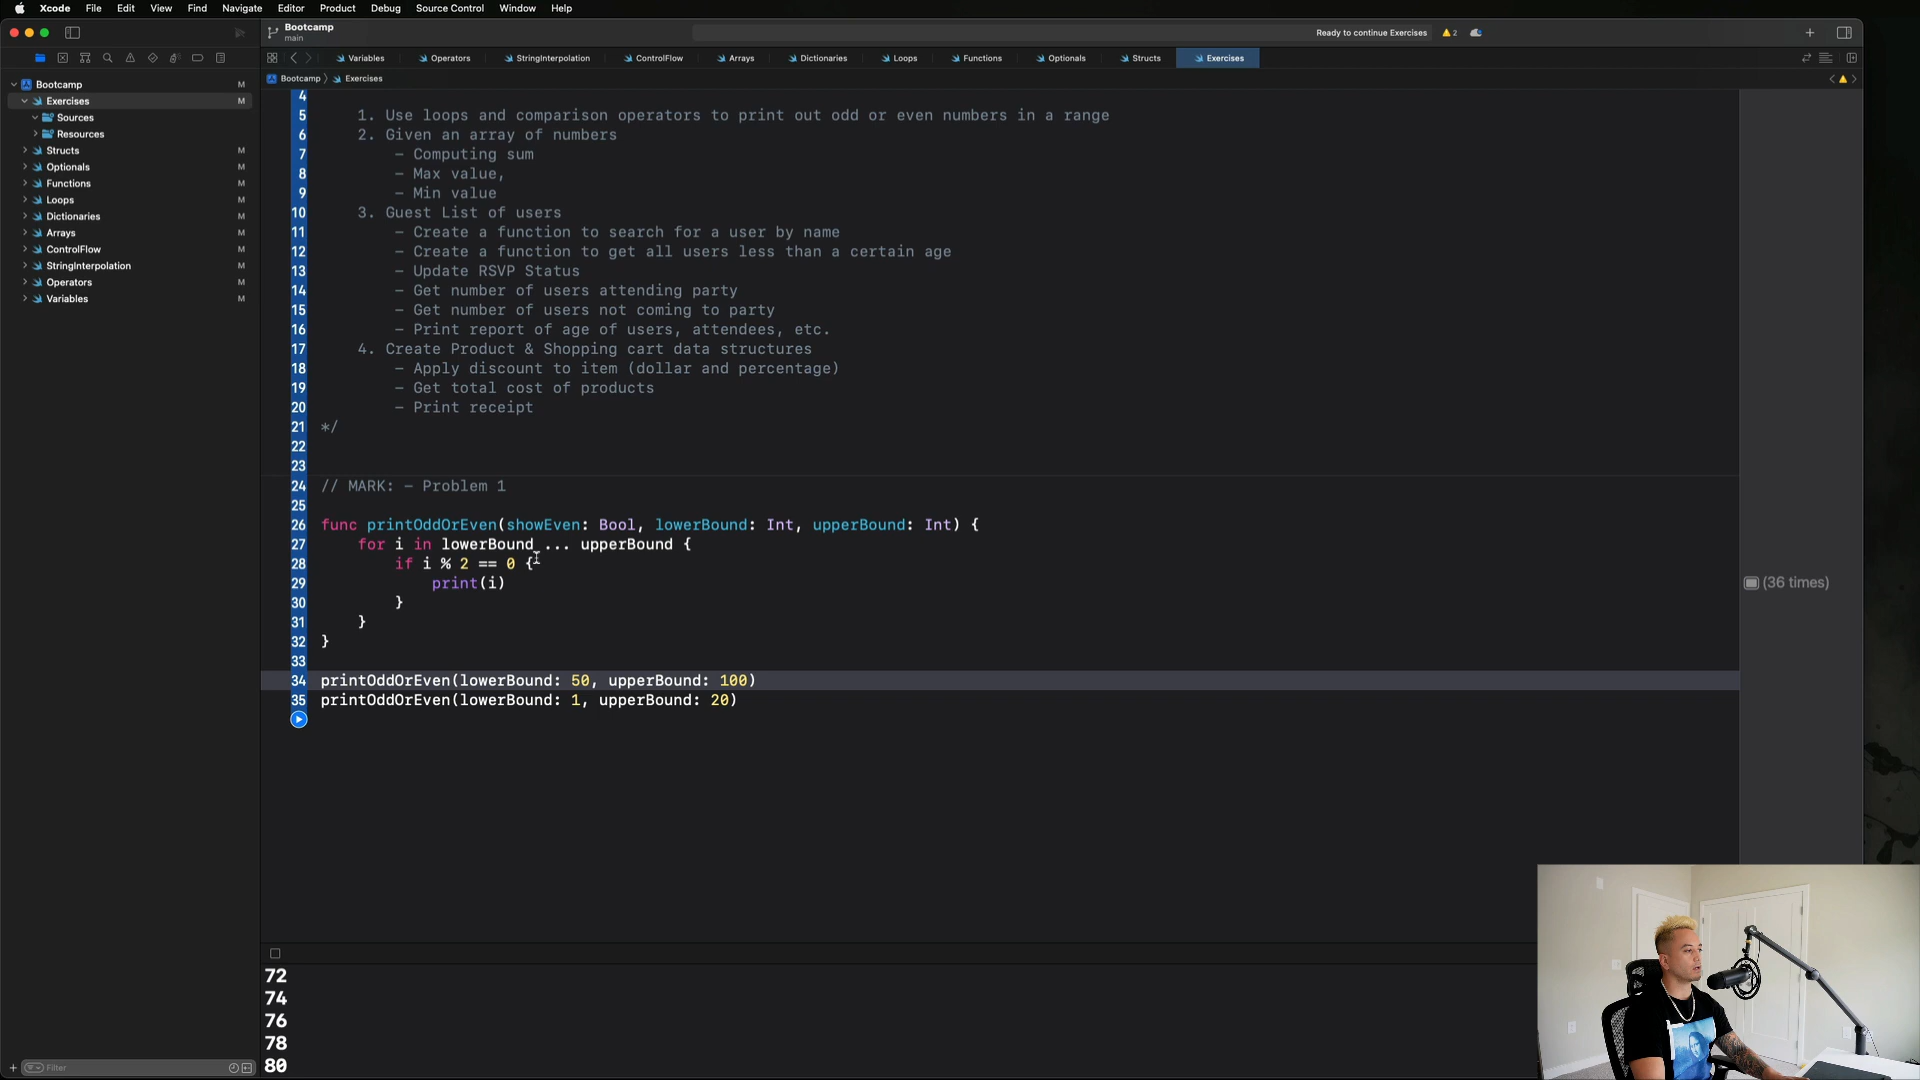 Xcode File Edit View Find Navigate Editor Product Debug Source Control Window Help
Bootcamp
main
Ready to continue Exercises
2
Variables Operators StringInterpolation ControlFlow Arrays Dictionaries Loops Functions Optionals Structs Exercises
Bootcamp Exercises
Bootcamp M
Exercises M
Sources
Resources
Structs M
Optionals M
Functions M
Loops M
Dictionaries M
Arrays M
ControlFlow M
StringInterpolation M
Operators M
Variables M
Filter
4
5 1. Use loops and comparison operators to print out odd or even numbers in a range
6 2. Given an array of numbers
7 - Computing sum
8 - Max value,
9 - Min value
10 3. Guest List of users
11 - Create a function to search for a user by name
12 - Create a function to get all users less than a certain age
13 - Update RSVP Status
14 - Get number of users attending party
15 - Get number of users not coming to party
16 - Print report of age of users, attendees, etc.
17 4. Create Product & Shopping cart data structures
18 - Apply discount to item (dollar and percentage)
19 - Get total cost of products
20 - Print receipt
21 */
22
23
24 // MARK: - Problem 1
25
26 func printOddOrEven(showEven: Bool, lowerBound: Int, upperBound: Int) {
27 for i in lowerBound ... upperBound {
28 if i % 2 == 0 {
29 print(i)
30 }
31 }
32 }
33
34 printOddOrEven(lowerBound: 50, upperBound: 100)
35 printOddOrEven(lowerBound: 1, upperBound: 20)
(36 times)
72
74
76
78
80